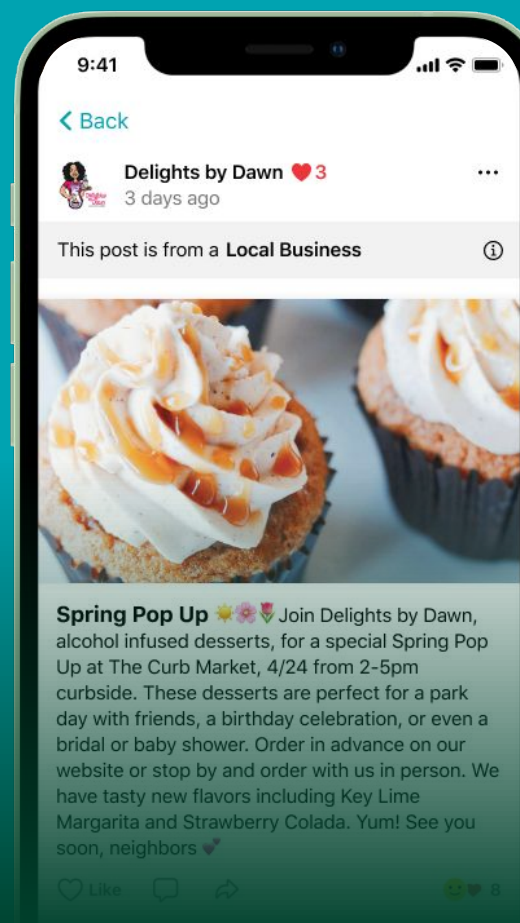 9:41
Back
Delights by Dawn ❤️3
3 days ago
This post is from a Local Business
Spring Pop Up ☀️🌸🌷Join Delights by Dawn,
alcohol infused desserts, for a special Spring Pop
Up at The Curb Market, 4/24 from 2-5pm
curbside. These desserts are perfect for a park
day with friends, a birthday celebration, or even a
bridal or baby shower. Order in advance on our
website or stop by and order with us in person. We
have tasty new flavors including Key Lime
Margarita and Strawberry Colada. Yum! See you
soon, neighbors 💕
Like 8